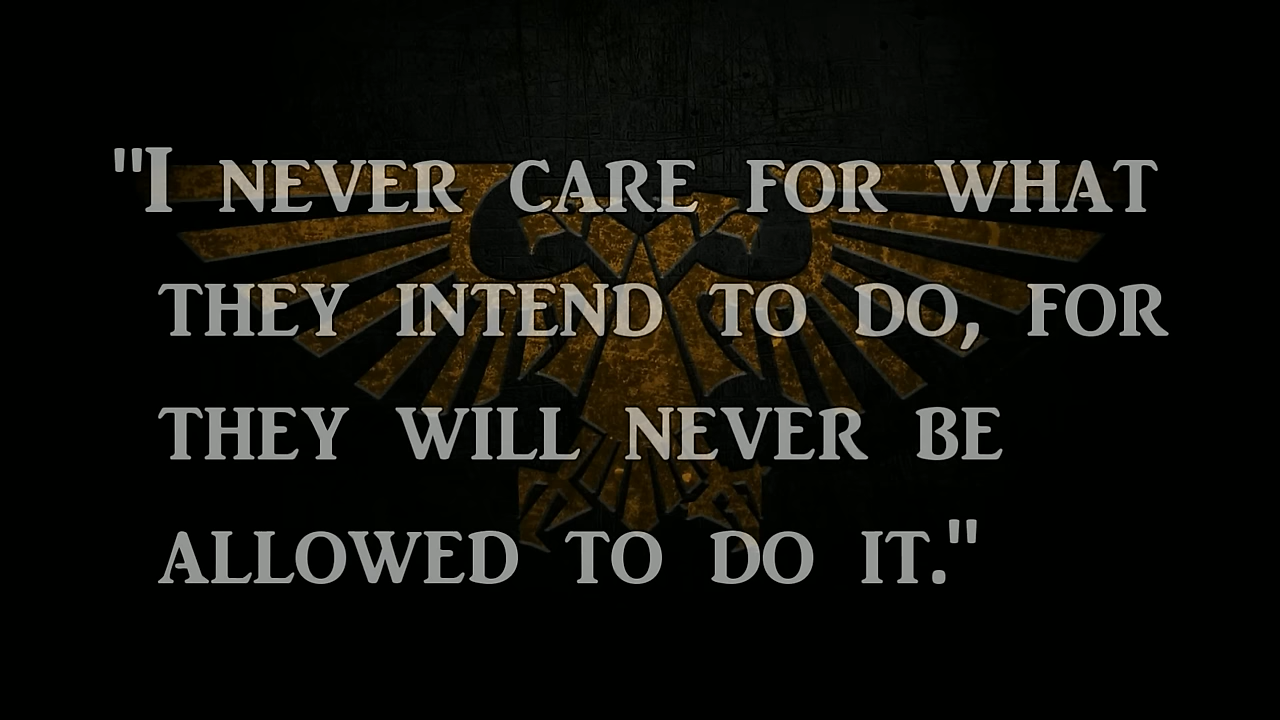 "I NEVER CARE FOR WHAT
THEY INTEND TO DO, FOR
THEY WILL NEVER BE
ALLOWED TO DO IT."